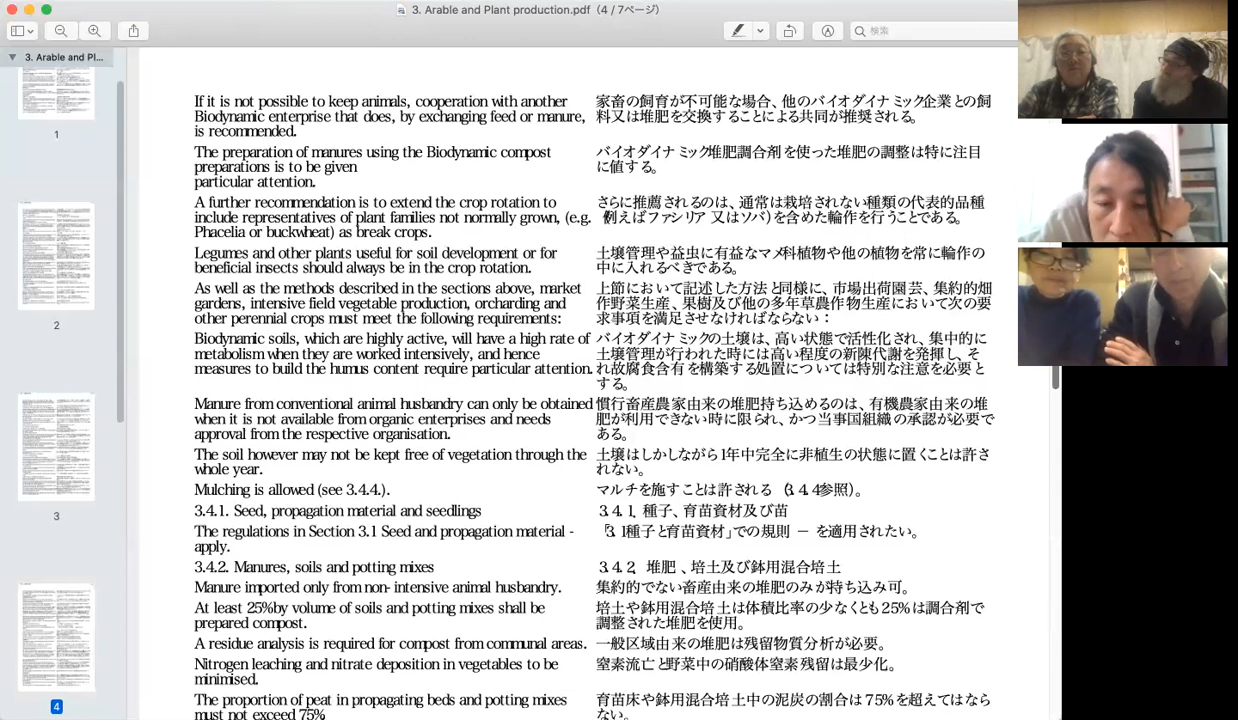 3. Arable and Plant production.pdf（4 / 7ページ）
検索
3. Arable and Pl...
1
2
3
4
If it is not possible to keep animals, cooperation with another
Biodynamic enterprise that does, by exchanging feed or manure,
is recommended.
The preparation of manures using the Biodynamic compost
preparations is to be given
particular attention.
A further recommendation is to extend the crop rotation to
include representatives of plant families not normally grown, (e.g.
Phacelia or buckwheat) as break crops.
Legumes and other plants useful for soil development or for
beneficial insects should always be in the crop rotation.
As well as the methods described in the sections above, market
gardens, intensive field vegetable production, orcharding and
other perennial crops must meet the following requirements:
Biodynamic soils, which are highly active, will have a high rate of
metabolism when they are worked intensively, and hence
measures to build the humus content require particular attention.
Manure from conventional animal husbandry can only be obtained
when it is not available from organic enterprises and needs
approval from the respective organisation.
The soil however may not be kept free of vegetation through the
whole year.
Mulching is allowed (see 3.4.4.).
3.4.1. Seed, propagation material and seedlings
The regulations in Section 3.1 Seed and propagation material -
apply.
3.4.2. Manures, soils and potting mixes
Manure imported only from non- intensive animal husbandry.
At least 25%by volume of soils and potting mixes shall be
prepared compost.
Residue analysis required for compost from communal areas.
Nitrate leaching and nitrate deposition in vegetables to be
minimised.
The proportion of peat in propagating beds and potting mixes
must not exceed 75%
家畜の飼育が不可能な場合、他のバイオダイナミック企業との飼
料又は堆肥を交換することによる共同が推奨される。
バイオダイナミック堆肥調合剤を使った堆肥の調整は特に注目
に値する。
さらに推薦されるのは、通常は栽培されない種類の代表的品種
（例えばファシリア又はソバ）を含めた輪作を行うことである。
土壌管理や益虫に有益なマメ科植物や他の植物を常に輪作の
中に入れるべきである。
上節において記述した方法と同様に、市場出荷園芸、集約的畑
作野菜生産、果樹及び他の多年草農作物生産において次の要
求事項を満足させなければならない：
バイオダイナミックの土壌は、高い状態で活性化され、集中的に
土壌管理が行われた時には高い程度の新陳代謝を発揮し、そ
れ故腐食含有を構築する処置については特別な注意を必要と
する。
慣行畜産農家由来の堆肥持ち込めるのは、有機農家由来の堆
肥が利用できない時に限られ、かつ当事国組織の承認が必要で
ある。
土壌はしかしながら1年中完全に非植生の状態に置くことは許さ
れない。
マルチを施すことは許される（3.4.4参照）。
3.4.1. 種子、育苗資材及び苗
「3.1種子と育苗資材」での規則 － を適用されたい。
3.4.2. 堆肥、培土及び鉢用混合培土
集約的でない畜産由来の堆肥のみが持ち込み可。
培土や鉢用混合培土は体積比率の少なくとも25%は調合剤で
調整された堆肥を使用。
一般区域由来の堆肥は残留物質分析が必要。
窒素流亡と野菜中の硝酸体窒素残留は最少化。
育苗床や鉢用混合培土中の泥炭の割合は75%を超えてはなら
ない。